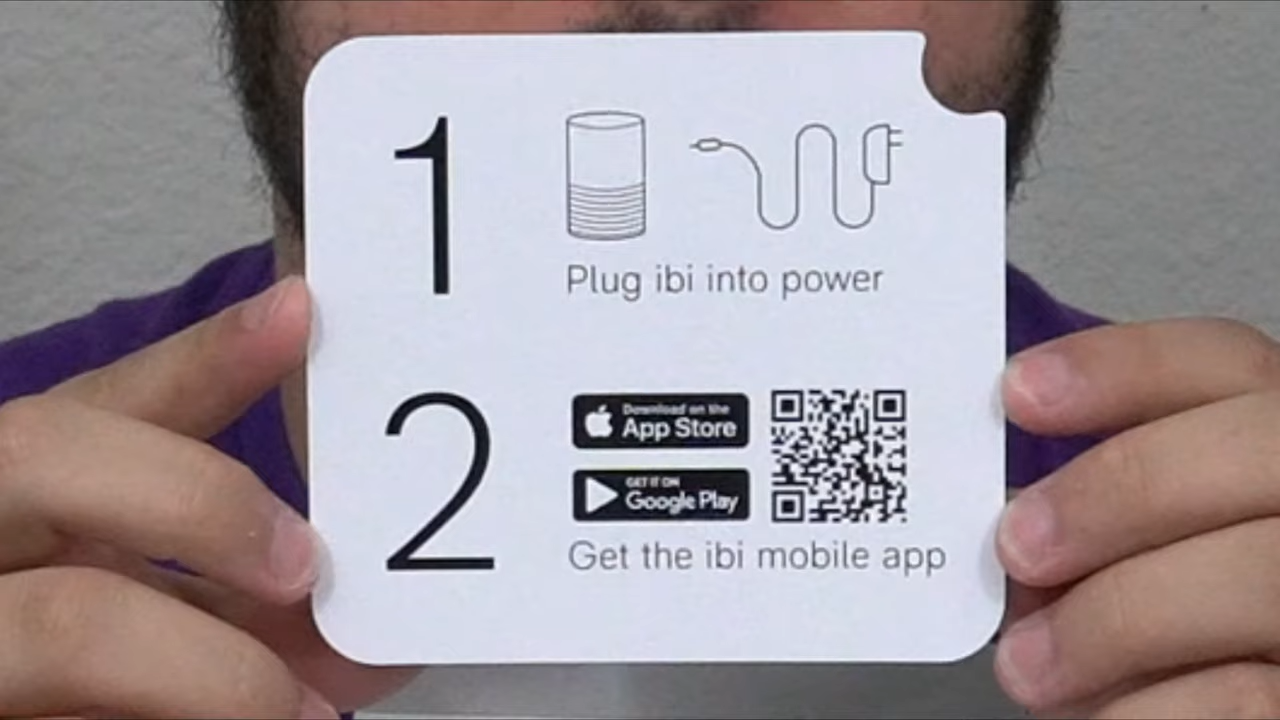 1
Plug ibi into power
2
Download on the
App Store
GET IT ON
Google Play
Get the ibi mobile app